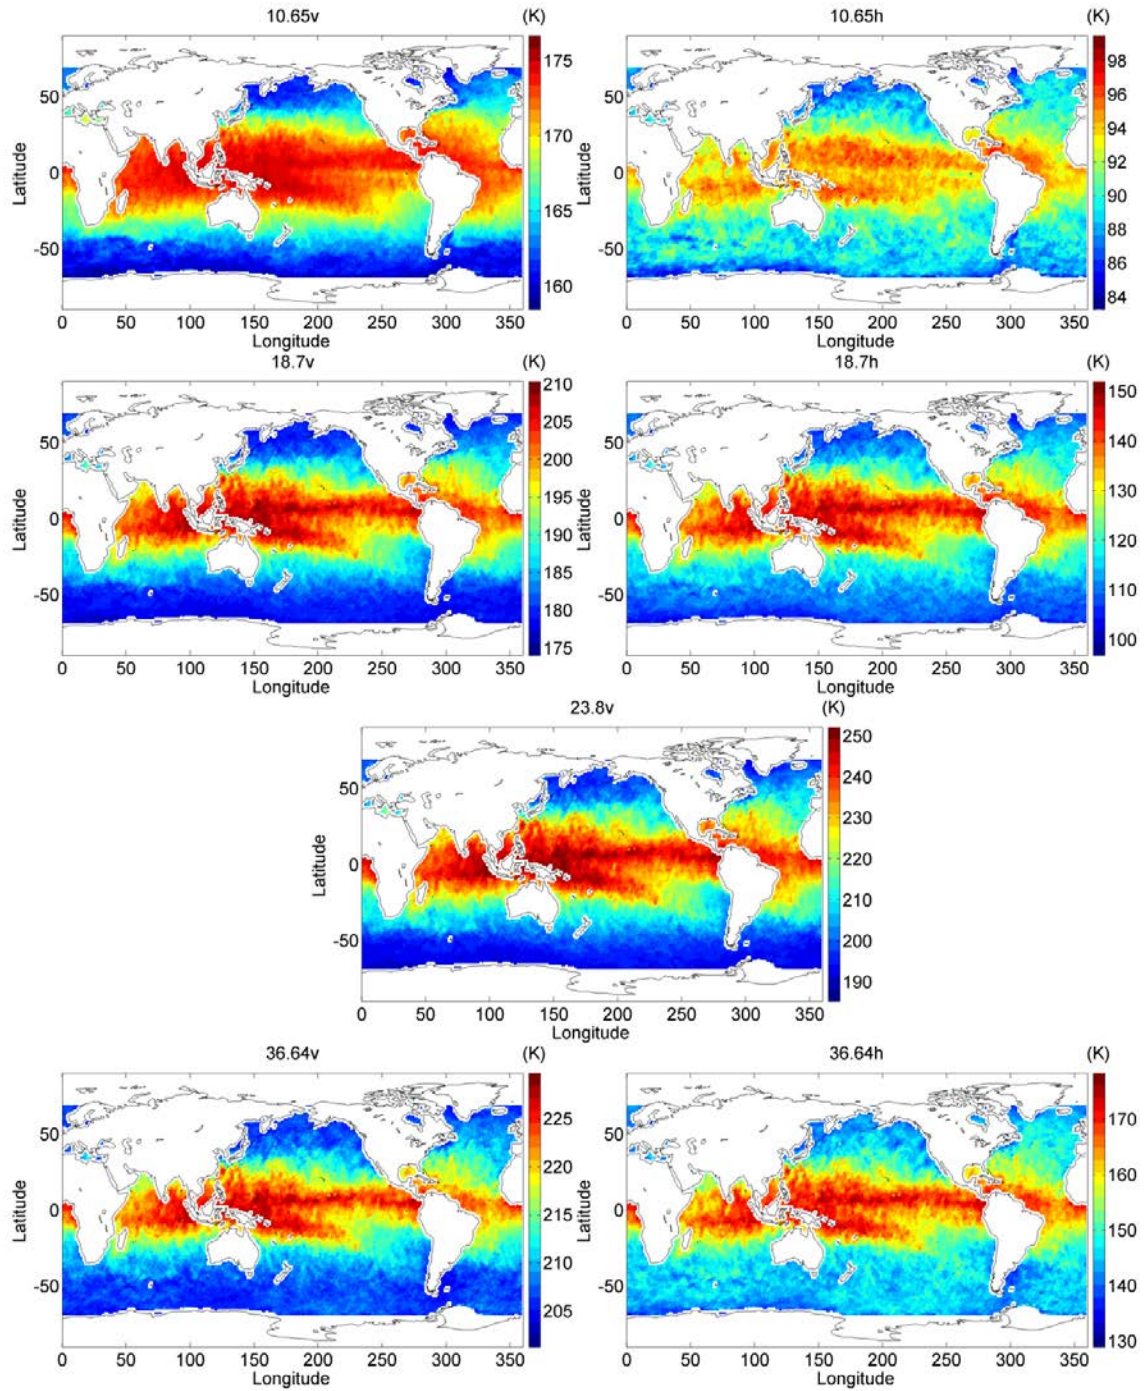 10.65v (K)
Latitude
50
0
-50
175
170
165
160
0 50 100 150 200 250 300 350
Longitude
10.65h (K)
Latitude
50
0
-50
98
96
94
92
90
88
86
84
0 50 100 150 200 250 300 350
Longitude
18.7v (K)
Latitude
50
0
-50
210
205
200
195
190
185
180
175
0 50 100 150 200 250 300 350
Longitude
18.7h (K)
Latitude
50
0
-50
150
140
130
120
110
100
0 50 100 150 200 250 300 350
Longitude
23.8v (K)
Latitude
50
0
-50
250
240
230
220
210
200
190
0 50 100 150 200 250 300 350
Longitude
36.64v (K)
Latitude
50
0
-50
225
220
215
210
205
0 50 100 150 200 250 300 350
Longitude
36.64h (K)
Latitude
50
0
-50
170
160
150
140
130
0 50 100 150 200 250 300 350
Longitude